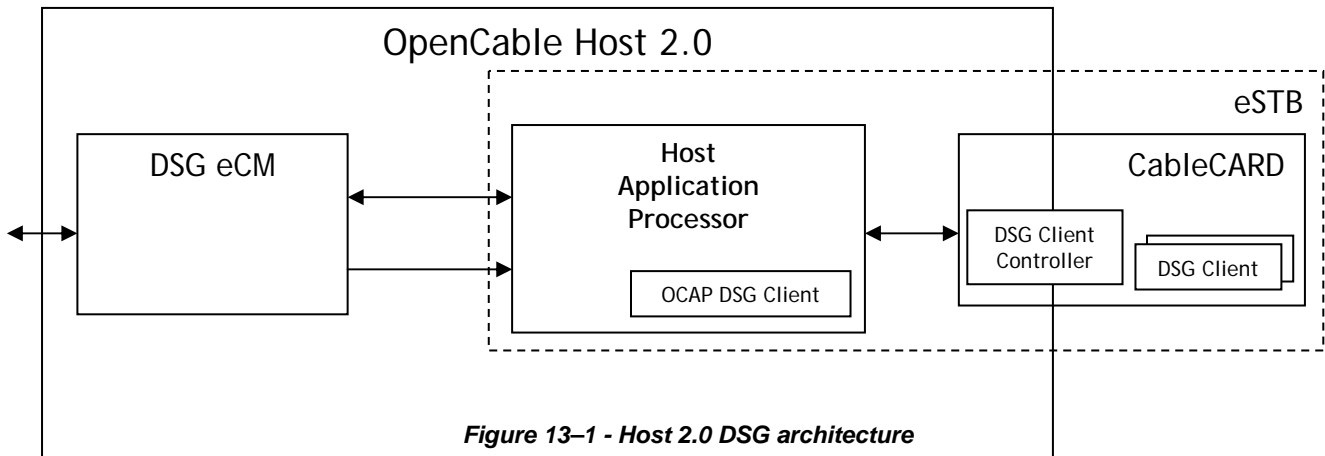 OpenCable Host 2.0
eSTB
DSG eCM
Host
Application
Processor
OCAP DSG Client
CableCARD
DSG Client
Controller
DSG Client
Figure 13–1 - Host 2.0 DSG architecture